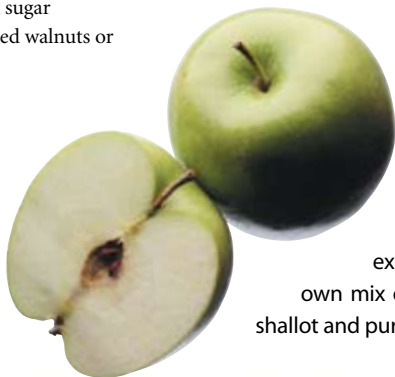 sugar
ed walnuts or
ex
own mix
shallot and pu